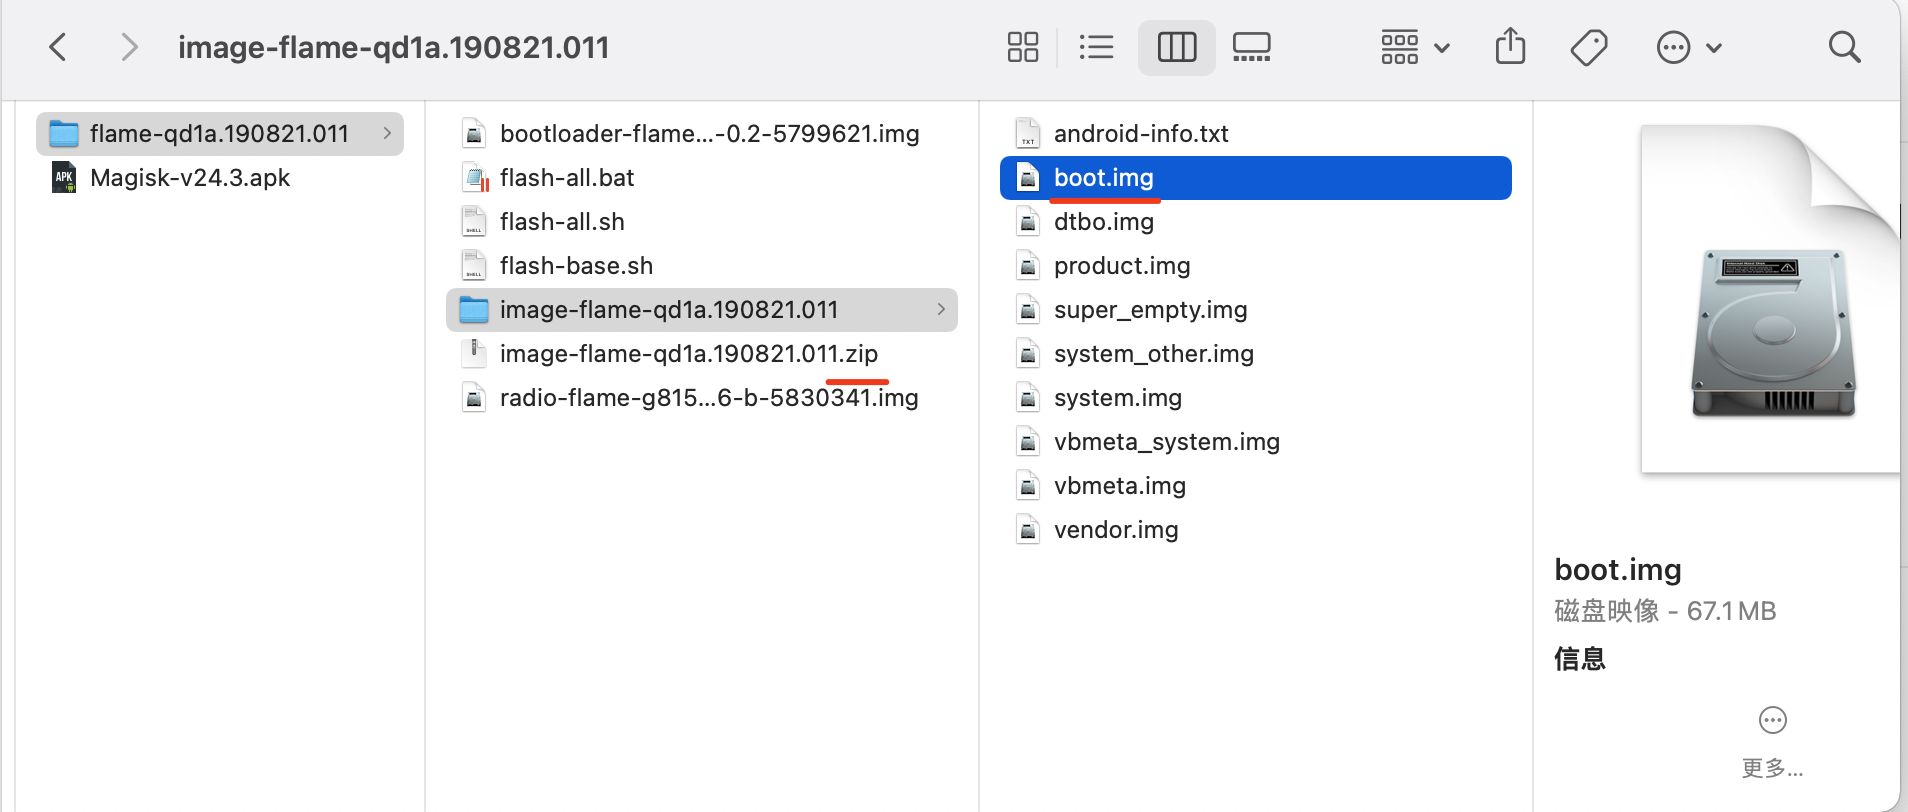 image-flame-qd1a.190821.011
flame-qd1a.190821.011
Magisk-v24.3.apk
bootloader-flame...-0.2-5799621.img
flash-all.bat
flash-all.sh
flash-base.sh
image-flame-qd1a.190821.011
image-flame-qd1a.190821.011.zip
radio-flame-g815...6-b-5830341.img
android-info.txt
boot.img
dtbo.img
product.img
super_empty.img
system_other.img
system.img
vbmeta_system.img
vbmeta.img
vendor.img
boot.img
磁盘映像 - 67.1 MB
信息
更多...